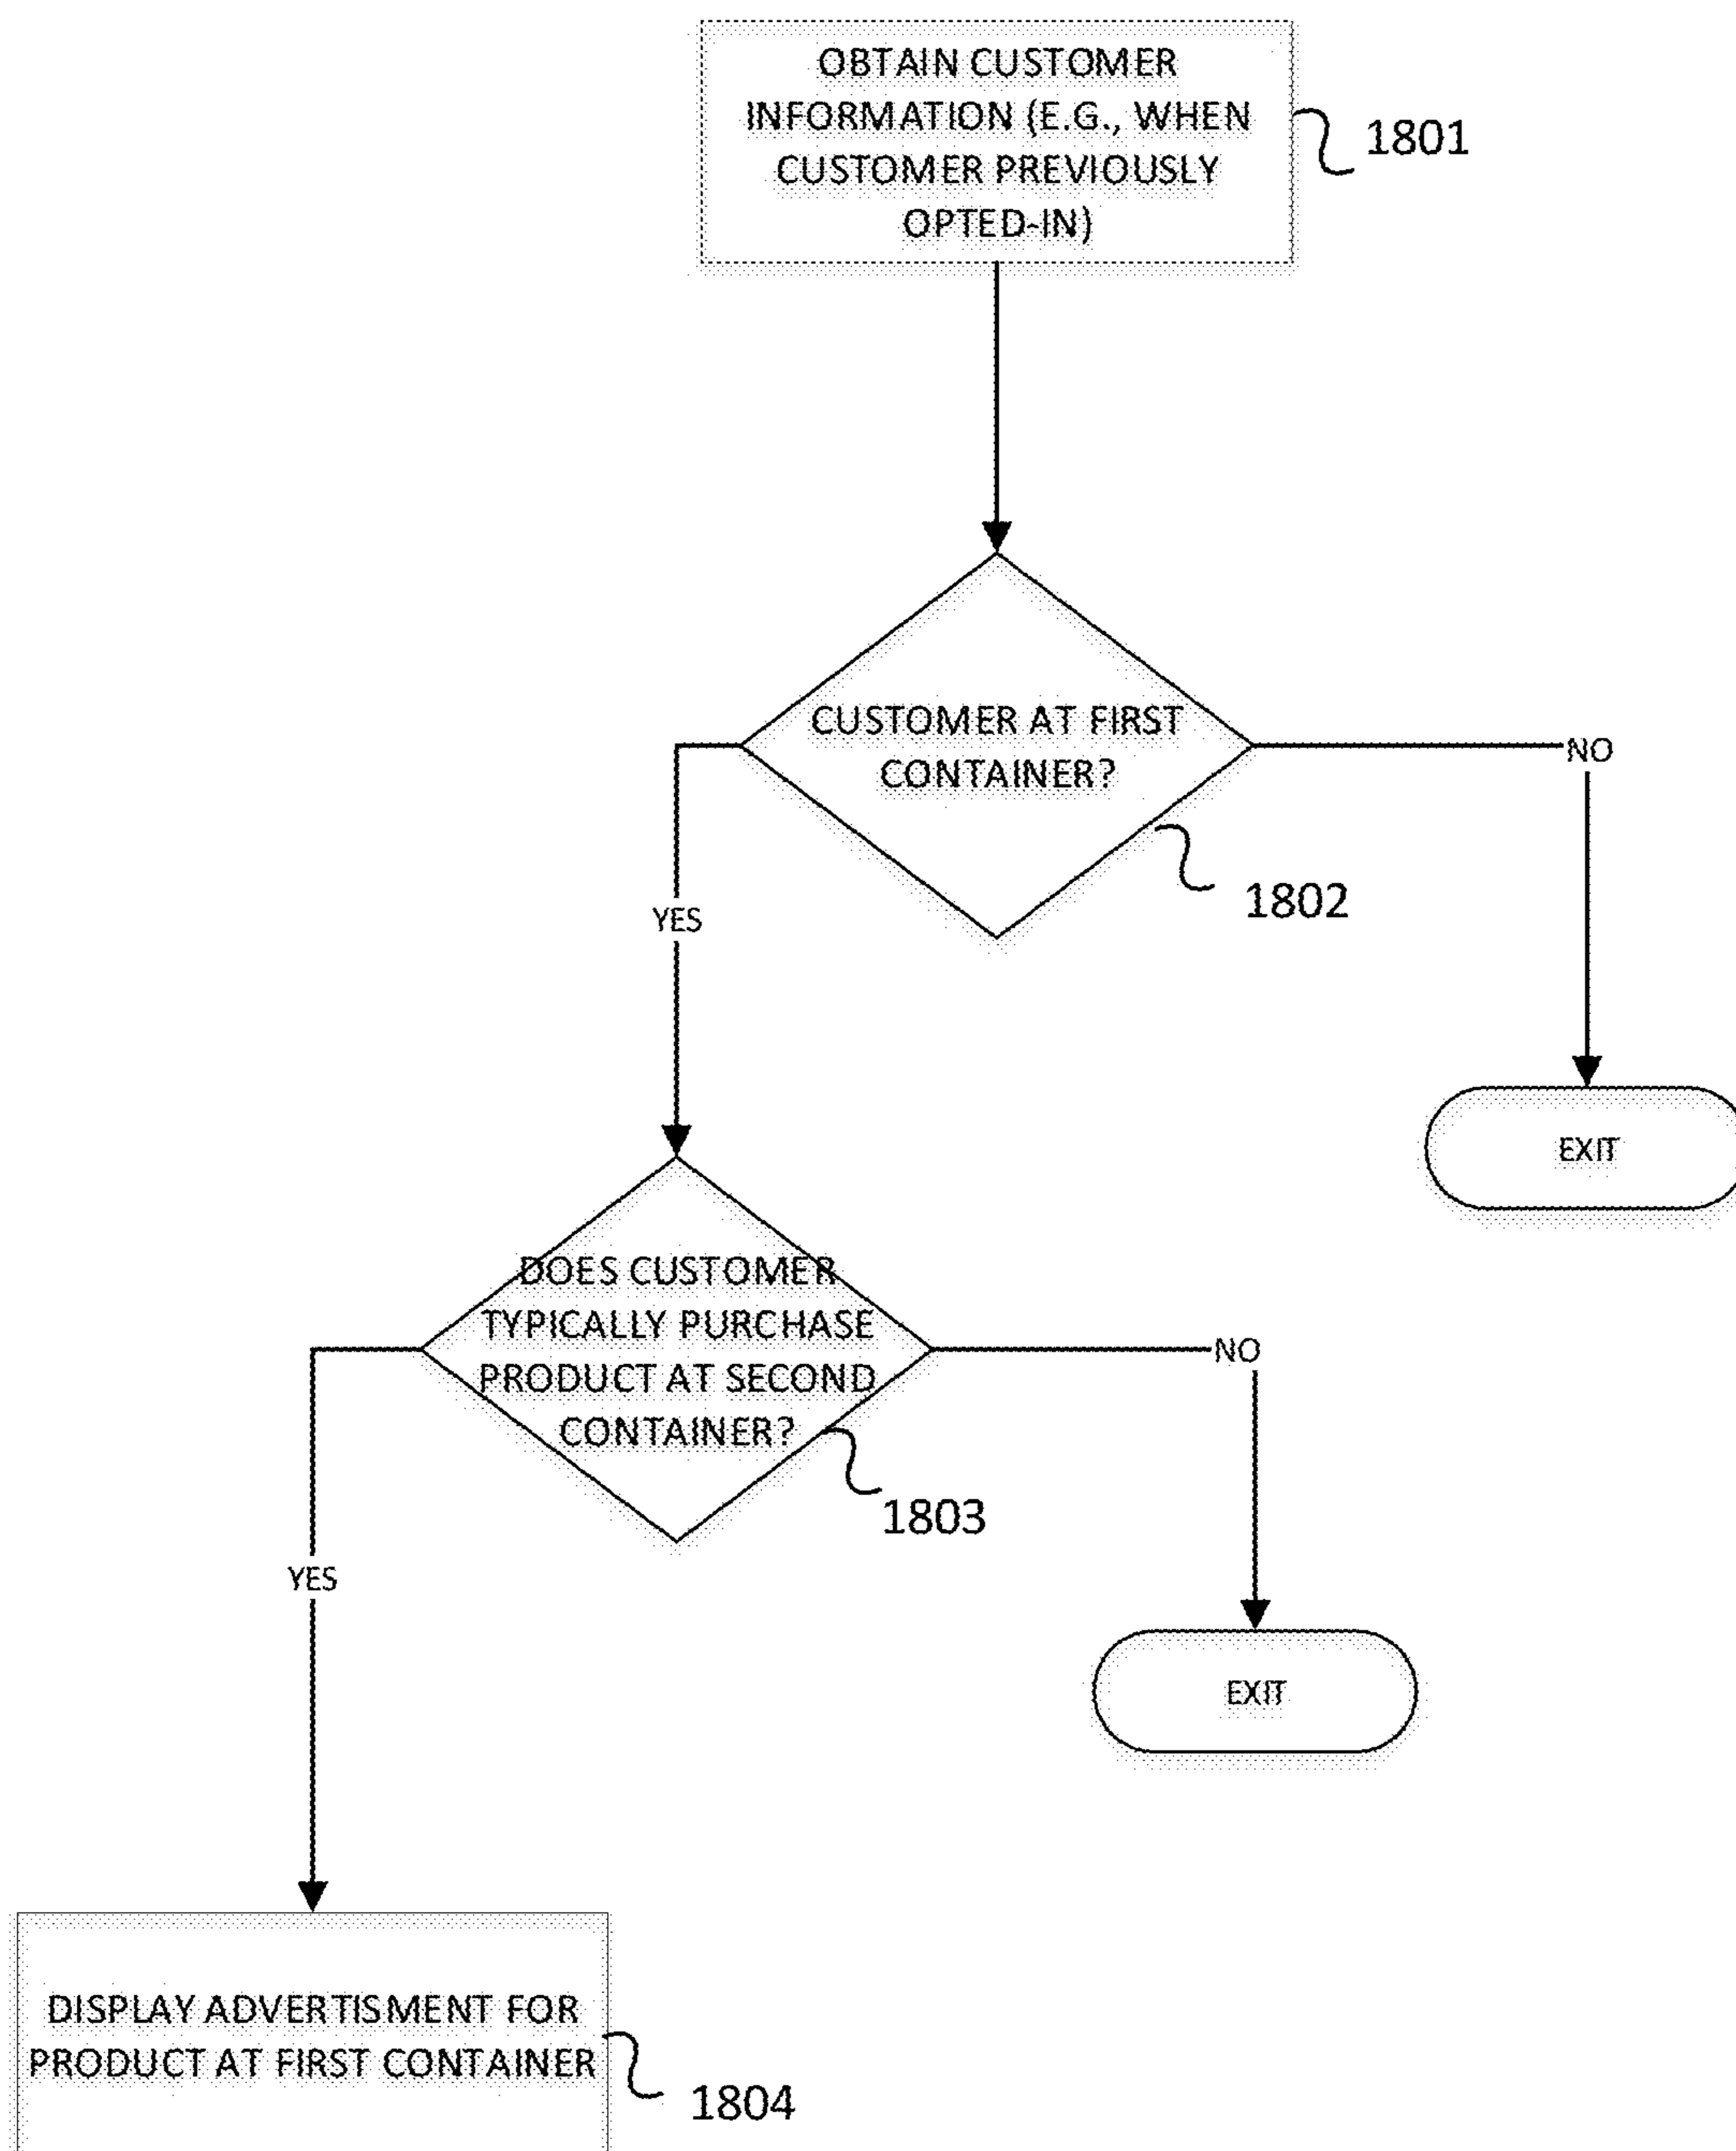 OBTAIN CUSTOMER
INFORMATION (E.G., WHEN
CUSTOMER PREVIOUSLY
OPTED-IN)
1801
CUSTOMER AT FIRST
CONTAINER?
NO
1802
YES
EXIT
DOES CUSTOMER
TYPICALLY PURCHASE
PRODUCT AT SECOND
CONTAINER?
NO
1803
YES
EXIT
DISPLAY ADVERTISMENT FOR
PRODUCT AT FIRST CONTAINER
1804